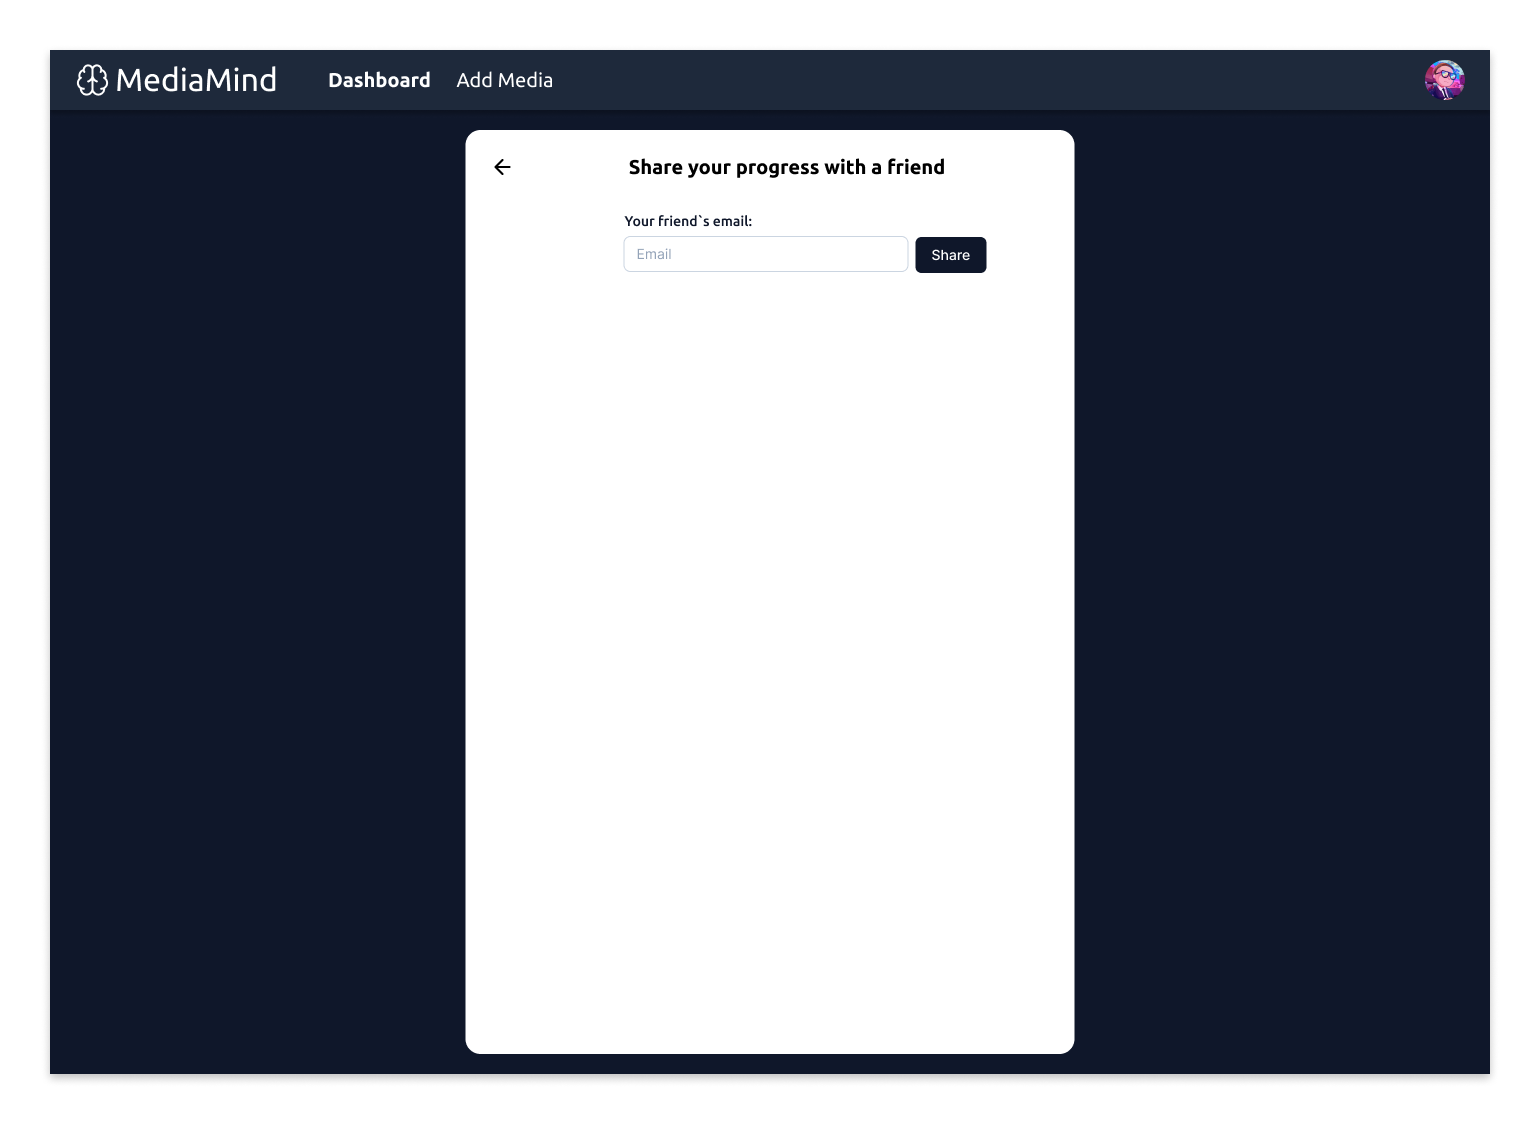 MediaMind Dashboard Add Media
Share your progress with a friend
Your friend`s email:
Email
Share